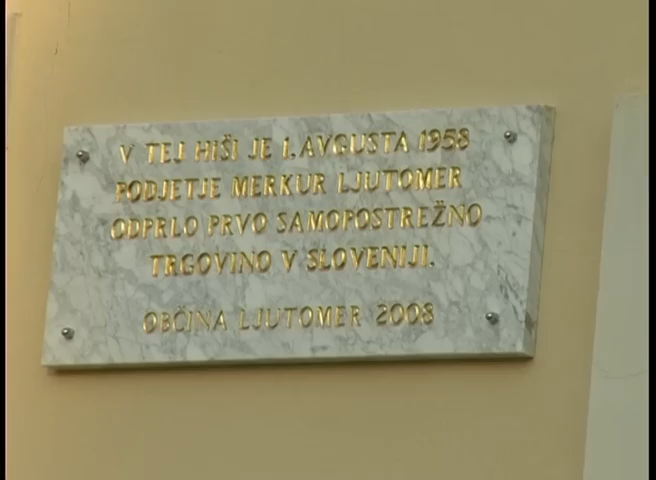 V TEJ HIŠI JE 1. AVGUSTA 1958
PODJETJE MERKUR LJUTOMER
ODPRLO PRVO SAMOPOSTREŽNO
TRGOVINO V SLOVENIJI.
OBČINA LJUTOMER 2008